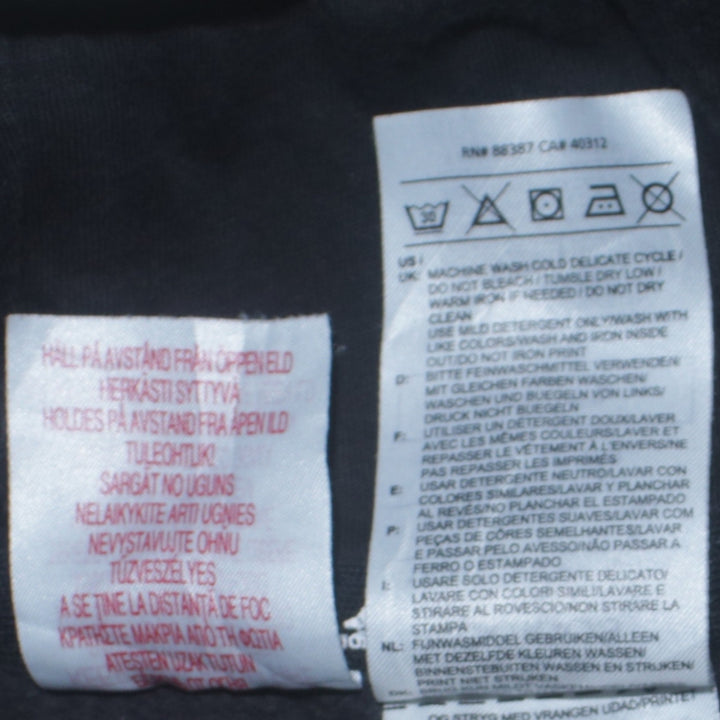 HÅLL PÅ AVSTÅND FRÅN ÖPPEN ELD
HERKÄSTI SYTTYVÄ
HOLDES PÅ AVSTAND FRA ÅPEN ILD
TULEOHTLIK!
SARGĀT NO UGUNS
NELAIKYKITE ARTI UGNIES
NEVYSTAVUJTE OHNU
TŰZVESZÉLYES
A SE ŢINE LA DISTANŢĂ DE FOC
ΚΡΑΤΗΣΤΕ ΜΑΚΡΙΑ ΑΠΟ ΤΗ ΦΩΤΙΑ
ATEŞTEN UZAK TUTUN
RN# 88387 CA# 40312
30
US /
UK: MACHINE WASH COLD DELICATE CYCLE /
DO NOT BLEACH / TUMBLE DRY LOW /
WARM IRON IF NEEDED / DO NOT DRY
CLEAN
USE MILD DETERGENT ONLY/WASH WITH
LIKE COLORS/WASH AND IRON INSIDE
OUT/DO NOT IRON PRINT
D: BITTE FEINWASCHMITTEL VERWENDEN/
MIT GLEICHEN FARBEN WASCHEN/
WASCHEN UND BUEGELN VON LINKS/
DRUCK NICHT BUEGELN
F: UTILISER UN DÉTERGENT DOUX/LAVER
AVEC LES MÊMES COULEURS/LAVER ET
REPASSER LE VÊTEMENT À L'ENVERS/NE
PAS REPASSER LES IMPRIMÉS
E: USAR DETERGENTE NEUTRO/LAVAR CON
COLORES SIMILARES/LAVAR Y PLANCHAR
AL REVÉS/NO PLANCHAR EL ESTAMPADO
P: USAR DETERGENTES SUAVES/LAVAR COM
PEÇAS DE CÔRES SEMELHANTES/LAVAR
E PASSAR PELO AVESSO/NÃO PASSAR A
FERRO O ESTAMPADO
I: USARE SOLO DETERGENTE DELICATO/
LAVARE CON COLORI SIMILI/LAVARE E
STIRARE AL ROVESCIO/NON STIRARE LA
STAMPA
NL: FIJNWASMIDDEL GEBRUIKEN/ALLEEN
MET DEZELFDE KLEUREN WASSEN/
BINNENSTEBUITEN WASSEN EN STRIJKEN/
PRINT NIET STRIJKEN
OG STRYG MED VRANGEN UDAD/PRINTET